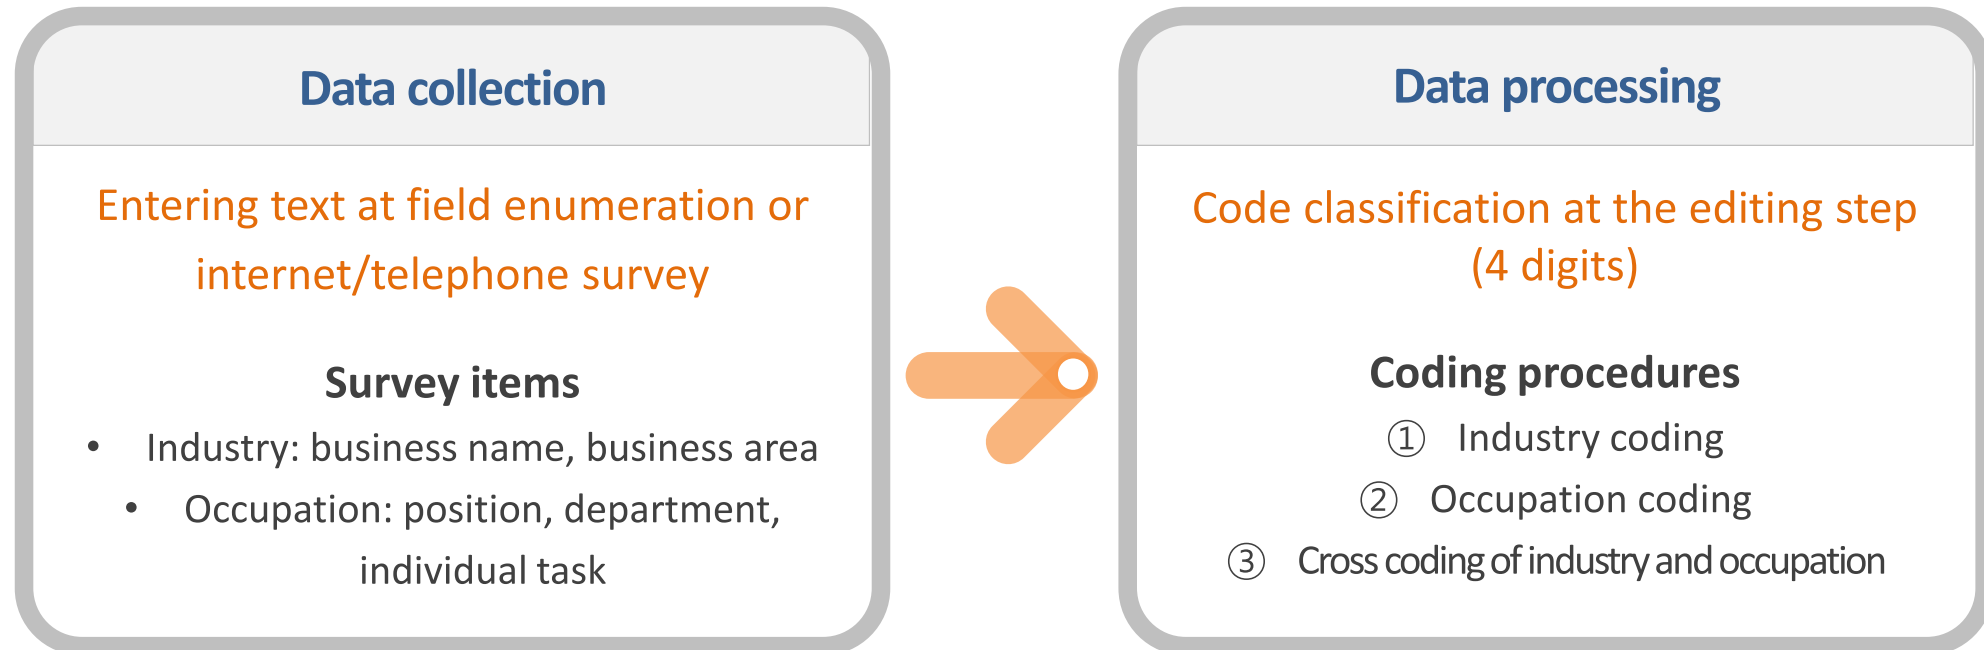 Data collection
Entering text at field enumeration or
internet/telephone survey
Survey items
• Industry: business name, business area
• Occupation: position, department,
individual task
Data processing
Code classification at the editing step
(4 digits)
Coding procedures
① Industry coding
② Occupation coding
③ Cross coding of industry and occupation